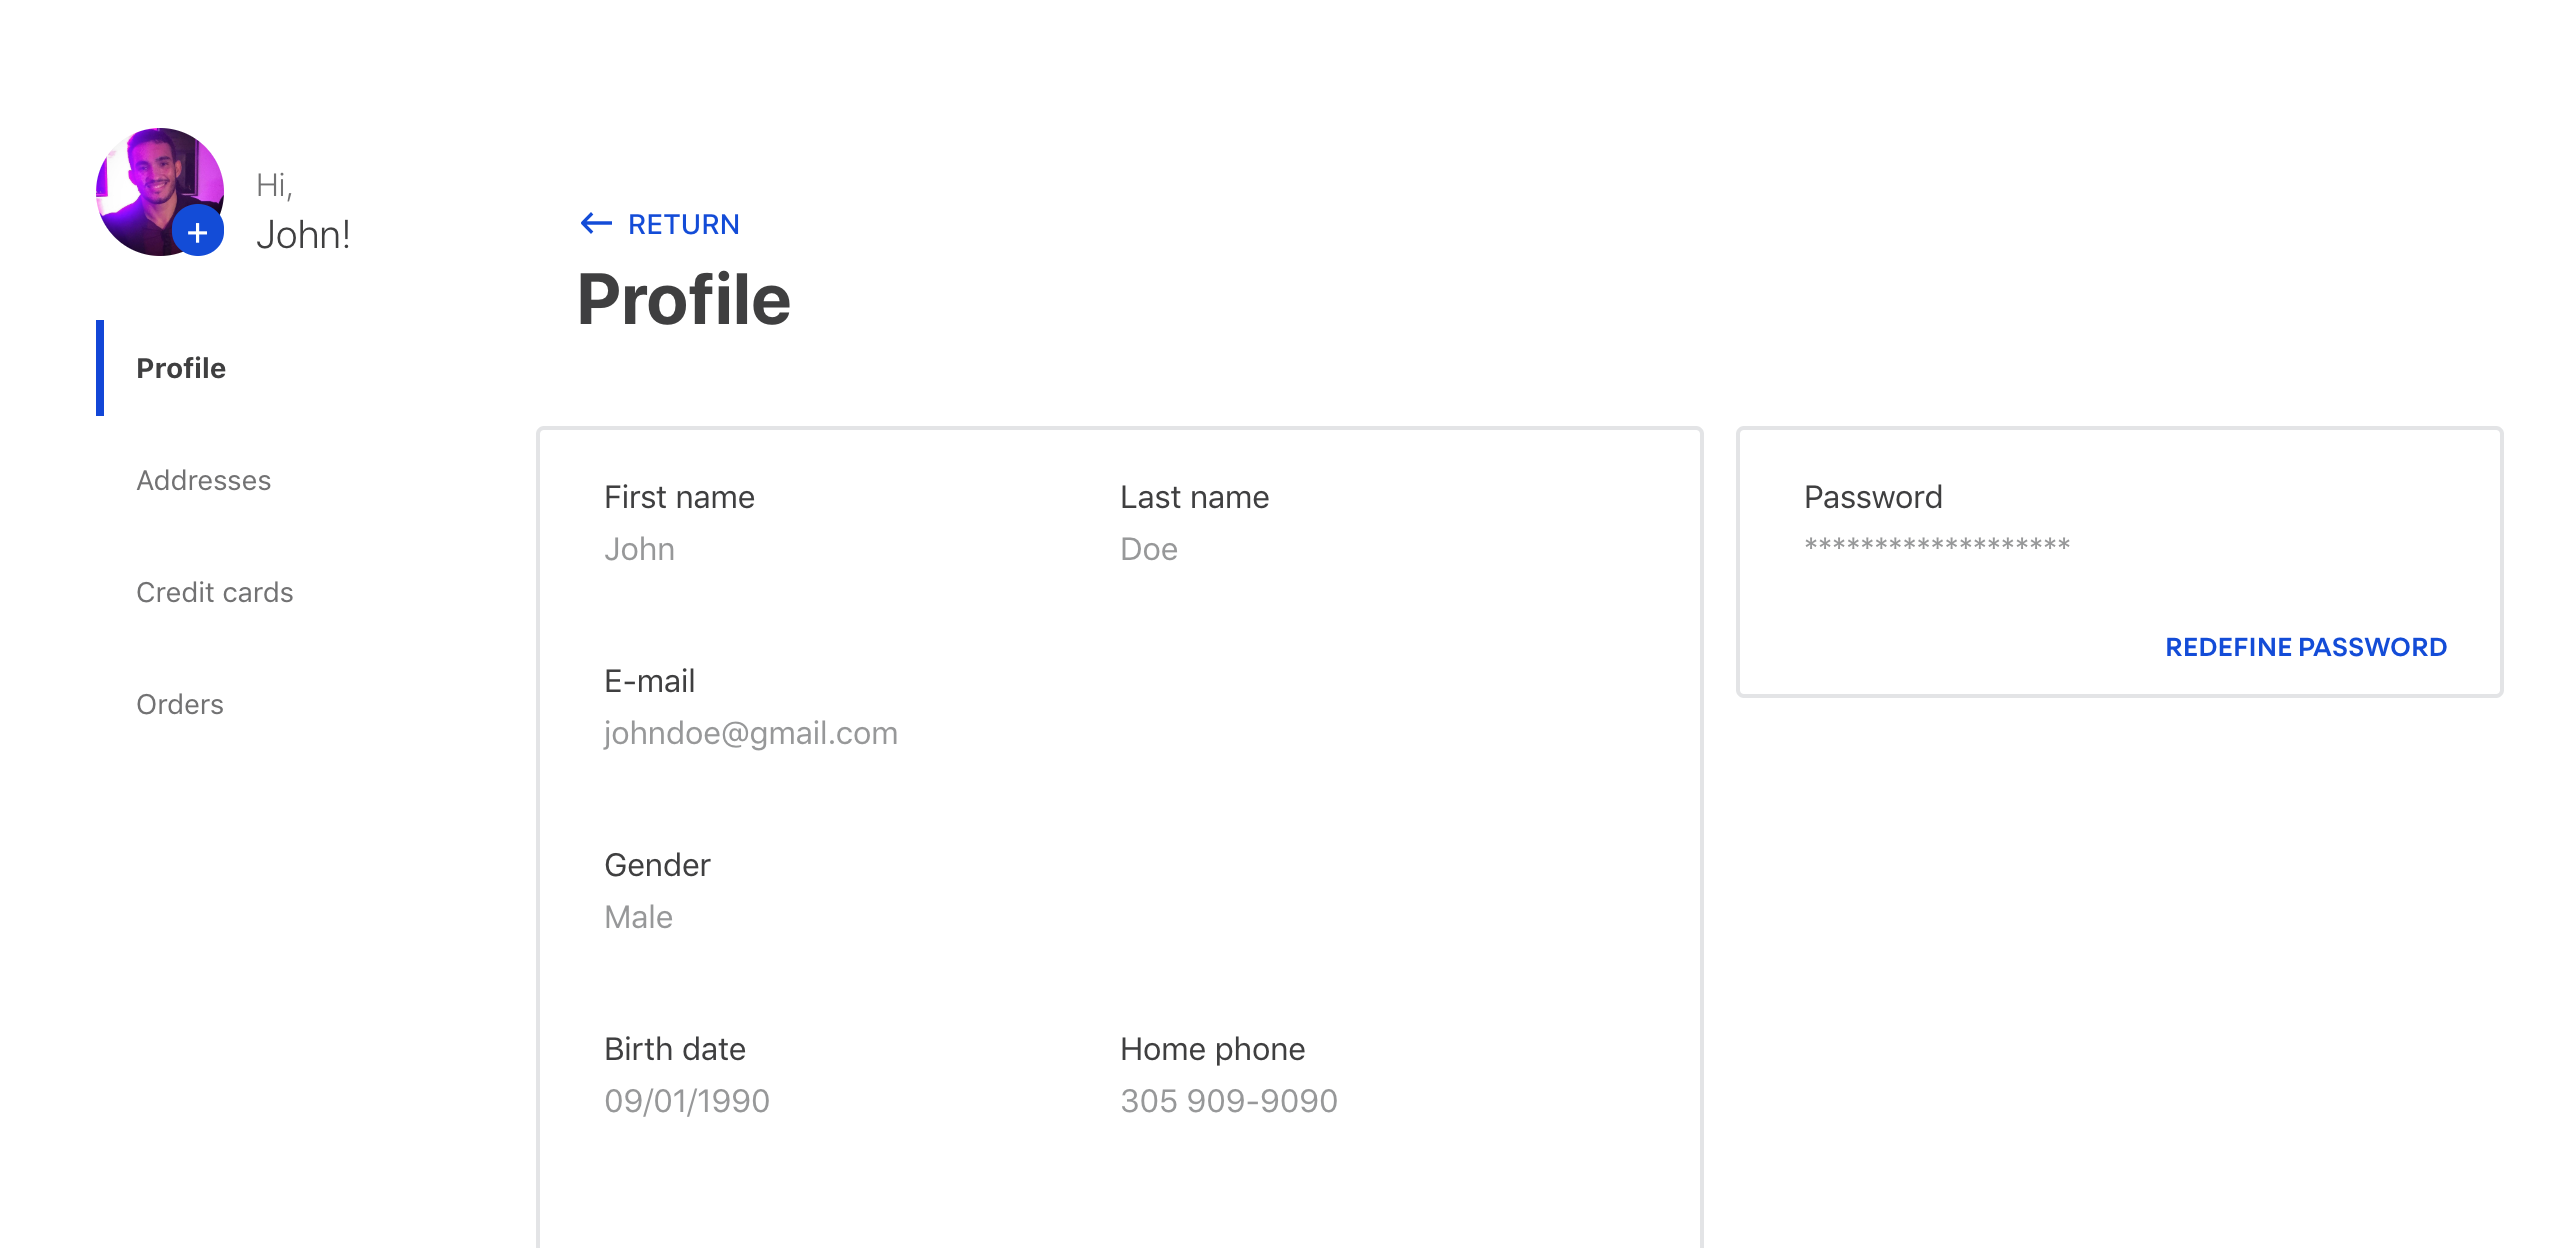 Hi,
John!
Profile
Addresses
Credit cards
Orders
← RETURN
Profile
First name
John
Last name
Doe
E-mail
johndoe@gmail.com
Gender
Male
Birth date
09/01/1990
Home phone
305 909-9090
Password
*******************
REDEFINE PASSWORD